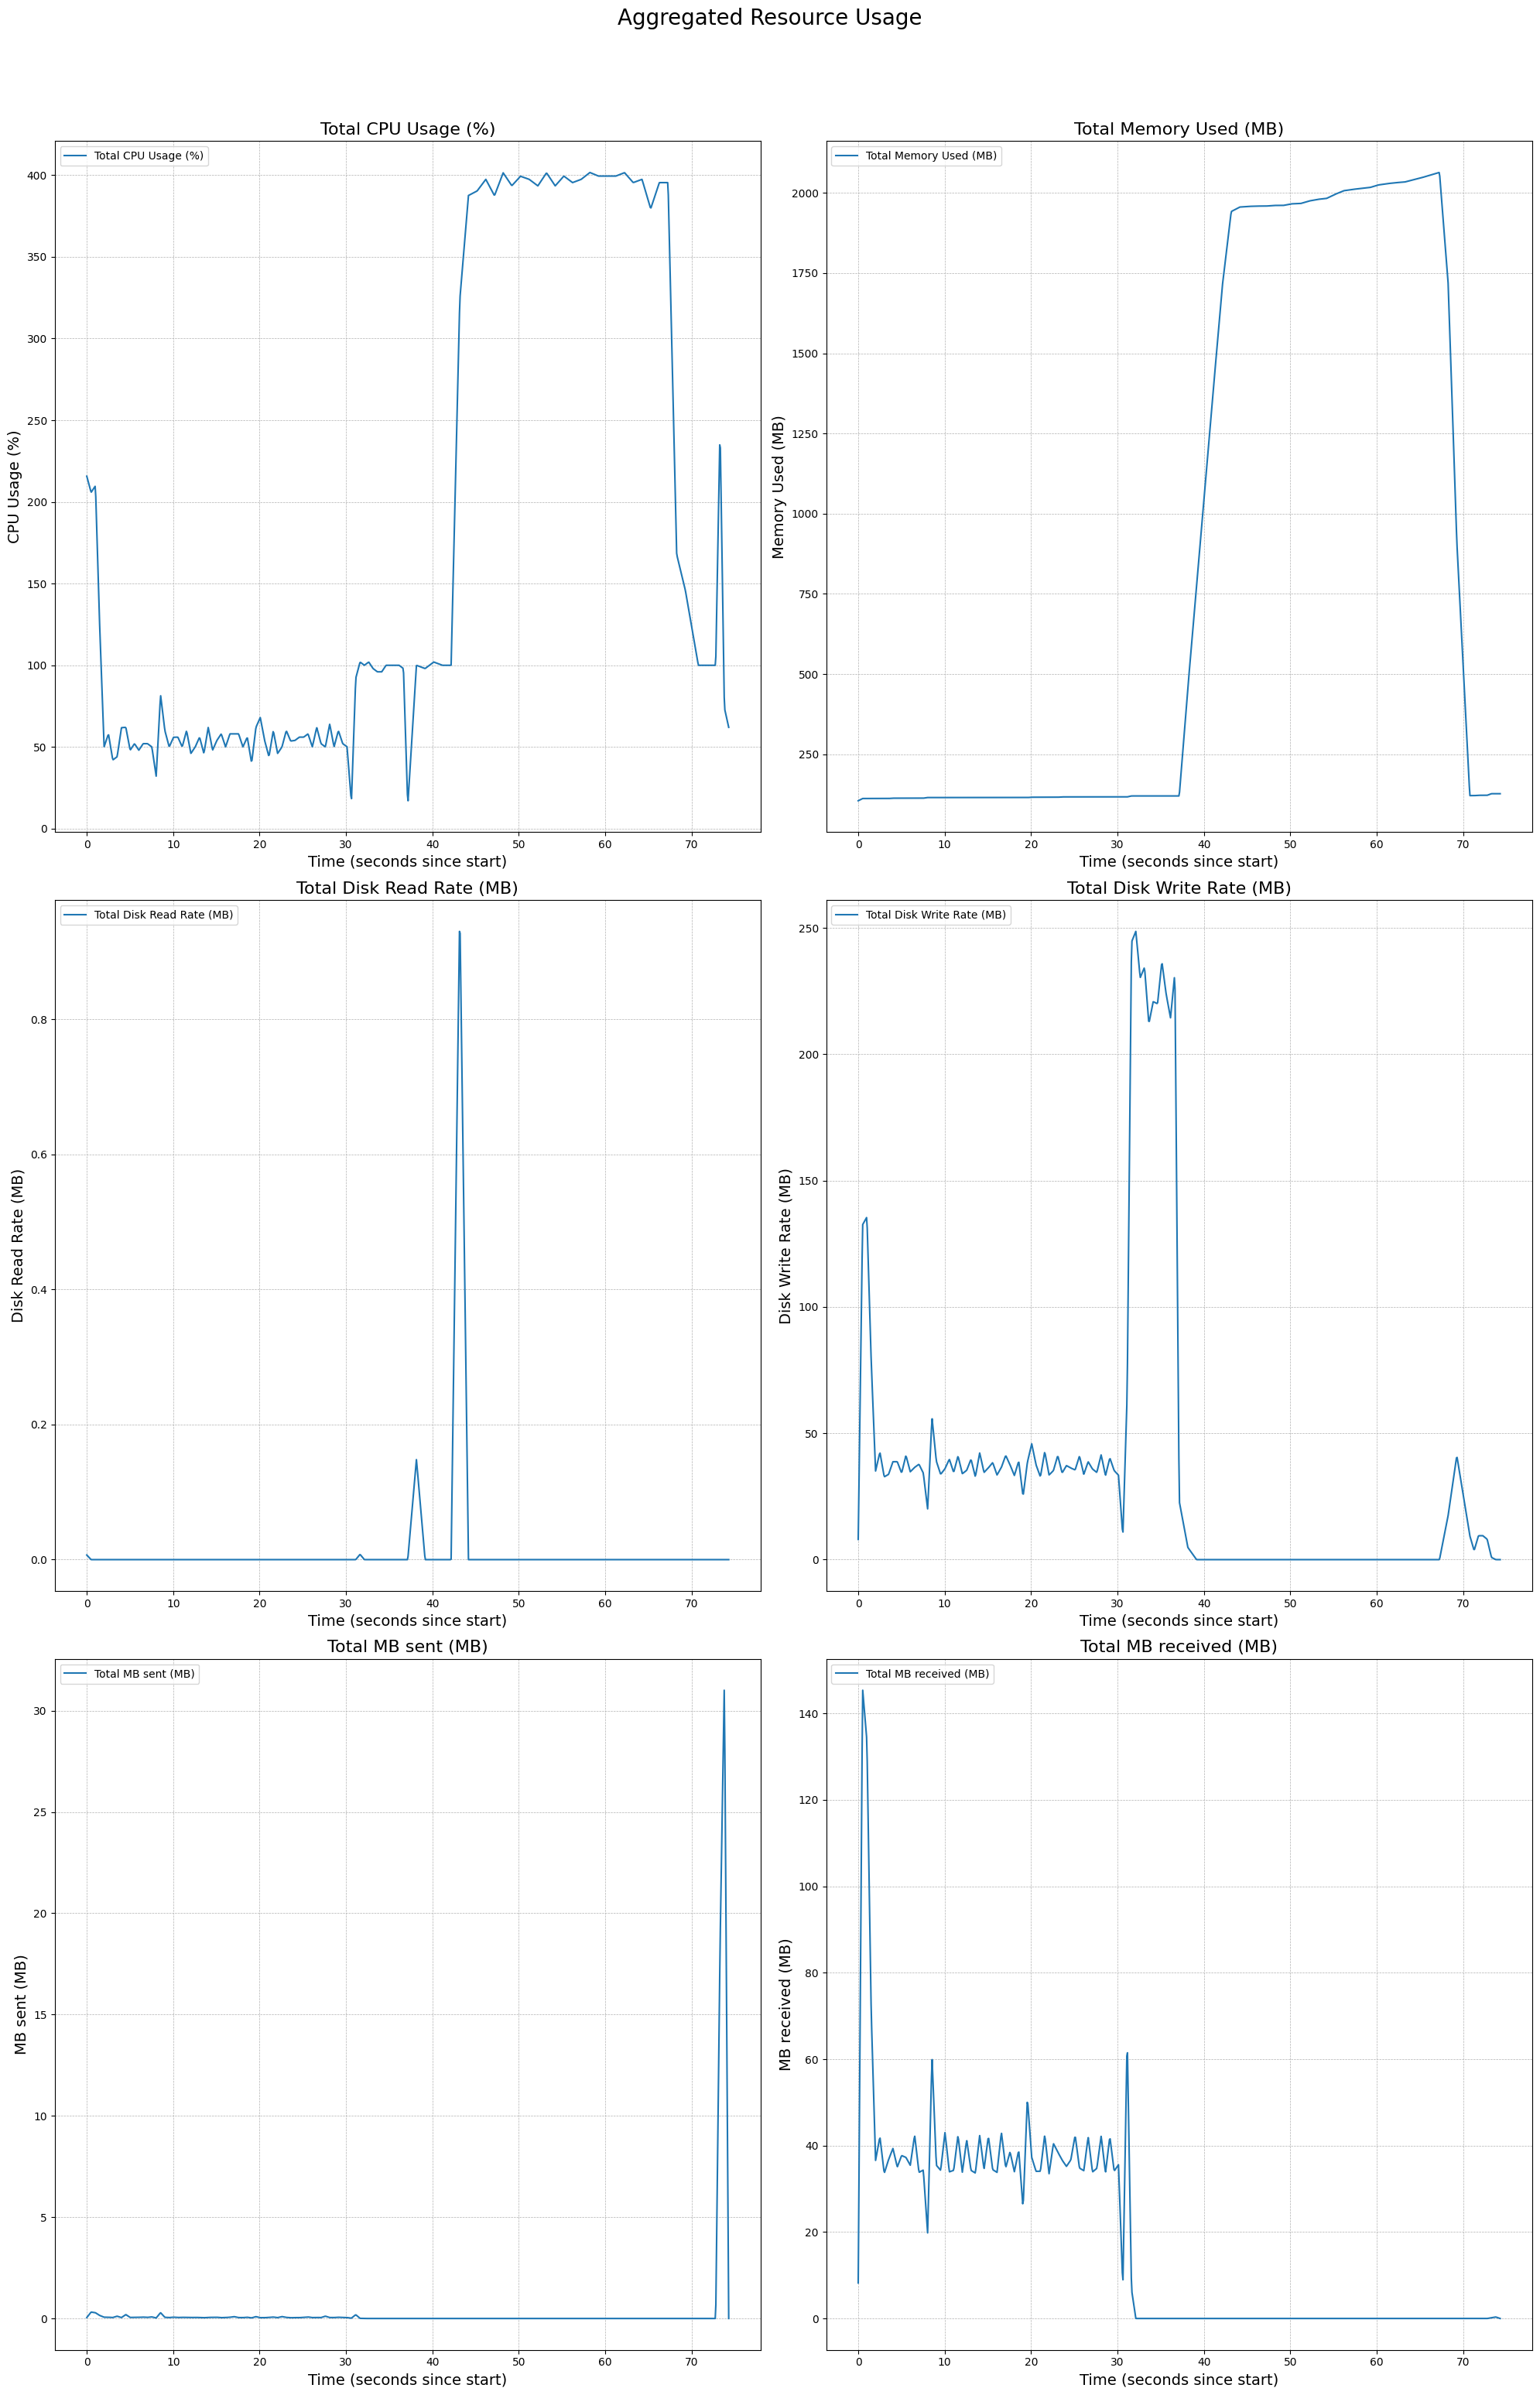 Aggregated Resource Usage
Total CPU Usage (%)
Total CPU Usage (%)
CPU Usage (%)
400
350
300
250
200
150
100
50
0
0 10 20 30 40 50 60 70
Time (seconds since start)
Total Memory Used (MB)
Total Memory Used (MB)
Memory Used (MB)
2000
1750
1500
1250
1000
750
500
250
0 10 20 30 40 50 60 70
Time (seconds since start)
Total Disk Read Rate (MB)
Total Disk Read Rate (MB)
Disk Read Rate (MB)
0.8
0.6
0.4
0.2
0.0
0 10 20 30 40 50 60 70
Time (seconds since start)
Total Disk Write Rate (MB)
Total Disk Write Rate (MB)
Disk Write Rate (MB)
250
200
150
100
50
0
0 10 20 30 40 50 60 70
Time (seconds since start)
Total MB sent (MB)
Total MB sent (MB)
MB sent (MB)
30
25
20
15
10
5
0
0 10 20 30 40 50 60 70
Time (seconds since start)
Total MB received (MB)
Total MB received (MB)
MB received (MB)
140
120
100
80
60
40
20
0
0 10 20 30 40 50 60 70
Time (seconds since start)